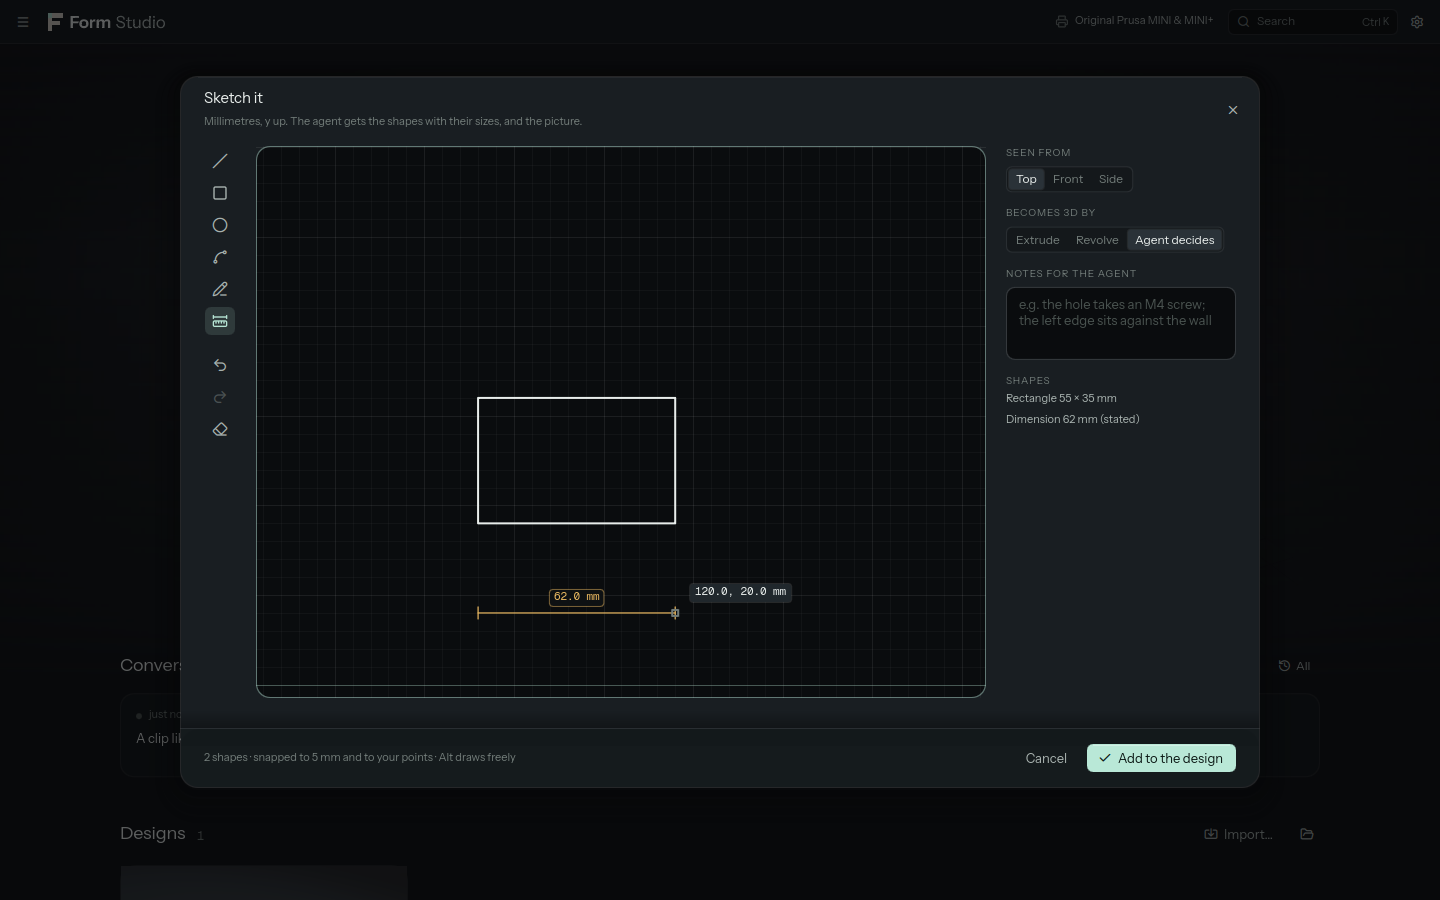 Form Studio
Original Prusa MINI & MINI+
Search
Ctrl K
Sketch it
Millimetres, y up. The agent gets the shapes with their sizes, and the picture.
SEEN FROM
Top
Front
Side
BECOMES 3D BY
Extrude
Revolve
Agent decides
NOTES FOR THE AGENT
e.g. the hole takes an M4 screw;
the left edge sits against the wall
SHAPES
Rectangle 55 × 35 mm
Dimension 62 mm (stated)
62.0 mm
120.0, 20.0 mm
All
just
A clip
2 shapes · snapped to 5 mm and to your points · Alt draws freely
Cancel
Add to the design
Designs 1
Import...